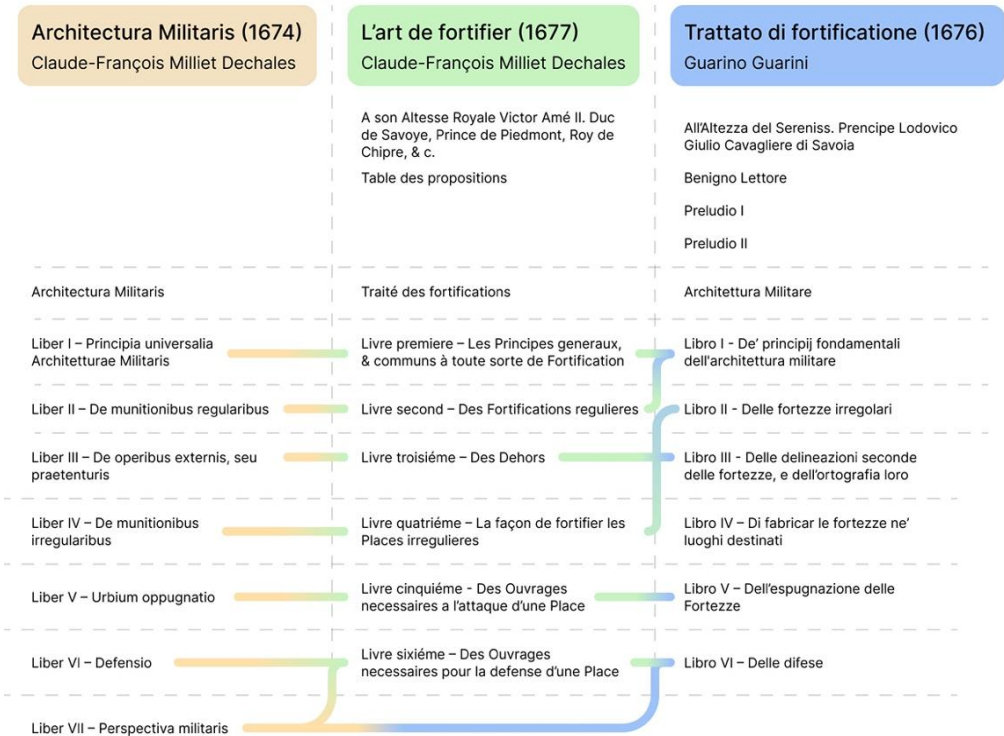 Architectura Militaris (1674)
Claude-François Milliet Dechales
L'art de fortifier (1677)
Claude-François Milliet Dechales
Trattato di fortificatione (1676)
Guarino Guarini
A son Altesse Royale Victor Amé II. Duc
de Savoye, Prince de Piedmont, Roy de
Chipre, & c.
Table des propositions
All'Altezza del Sereniss. Prencipe Lodovico
Giulio Cavagliere di Savoia
Benigno Lettore
Preludio I
Preludio II
Architectura Militaris
Traité des fortifications
Architettura Militare
Liber I – Principia universalia
Architetturae Militaris
Livre premiere – Les Principes generaux,
& communs à toute sorte de Fortification
Libro I - De' principij fondamentali
dell'architettura militare
Liber II – De munitionibus regularibus
Livre second – Des Fortifications regulieres
Libro II - Delle fortezze irregolari
Liber III – De operibus externis, seu
praetenturis
Livre troisiéme – Des Dehors
Libro III - Delle delineazioni seconde
delle fortezze, e dell'ortografia loro
Liber IV – De munitionibus
irregularibus
Livre quatriéme – La façon de fortifier les
Places irregulieres
Libro IV – Di fabricar le fortezze ne'
luoghi destinati
Liber V – Urbium oppugnatio
Livre cinquiéme - Des Ouvrages
necessaires a l'attaque d'une Place
Libro V – Dell'espugnazione delle
Fortezze
Liber VI – Defensio
Livre sixiéme – Des Ouvrages
necessaires pour la defense d'une Place
Libro VI – Delle difese
Liber VII – Perspectiva militaris